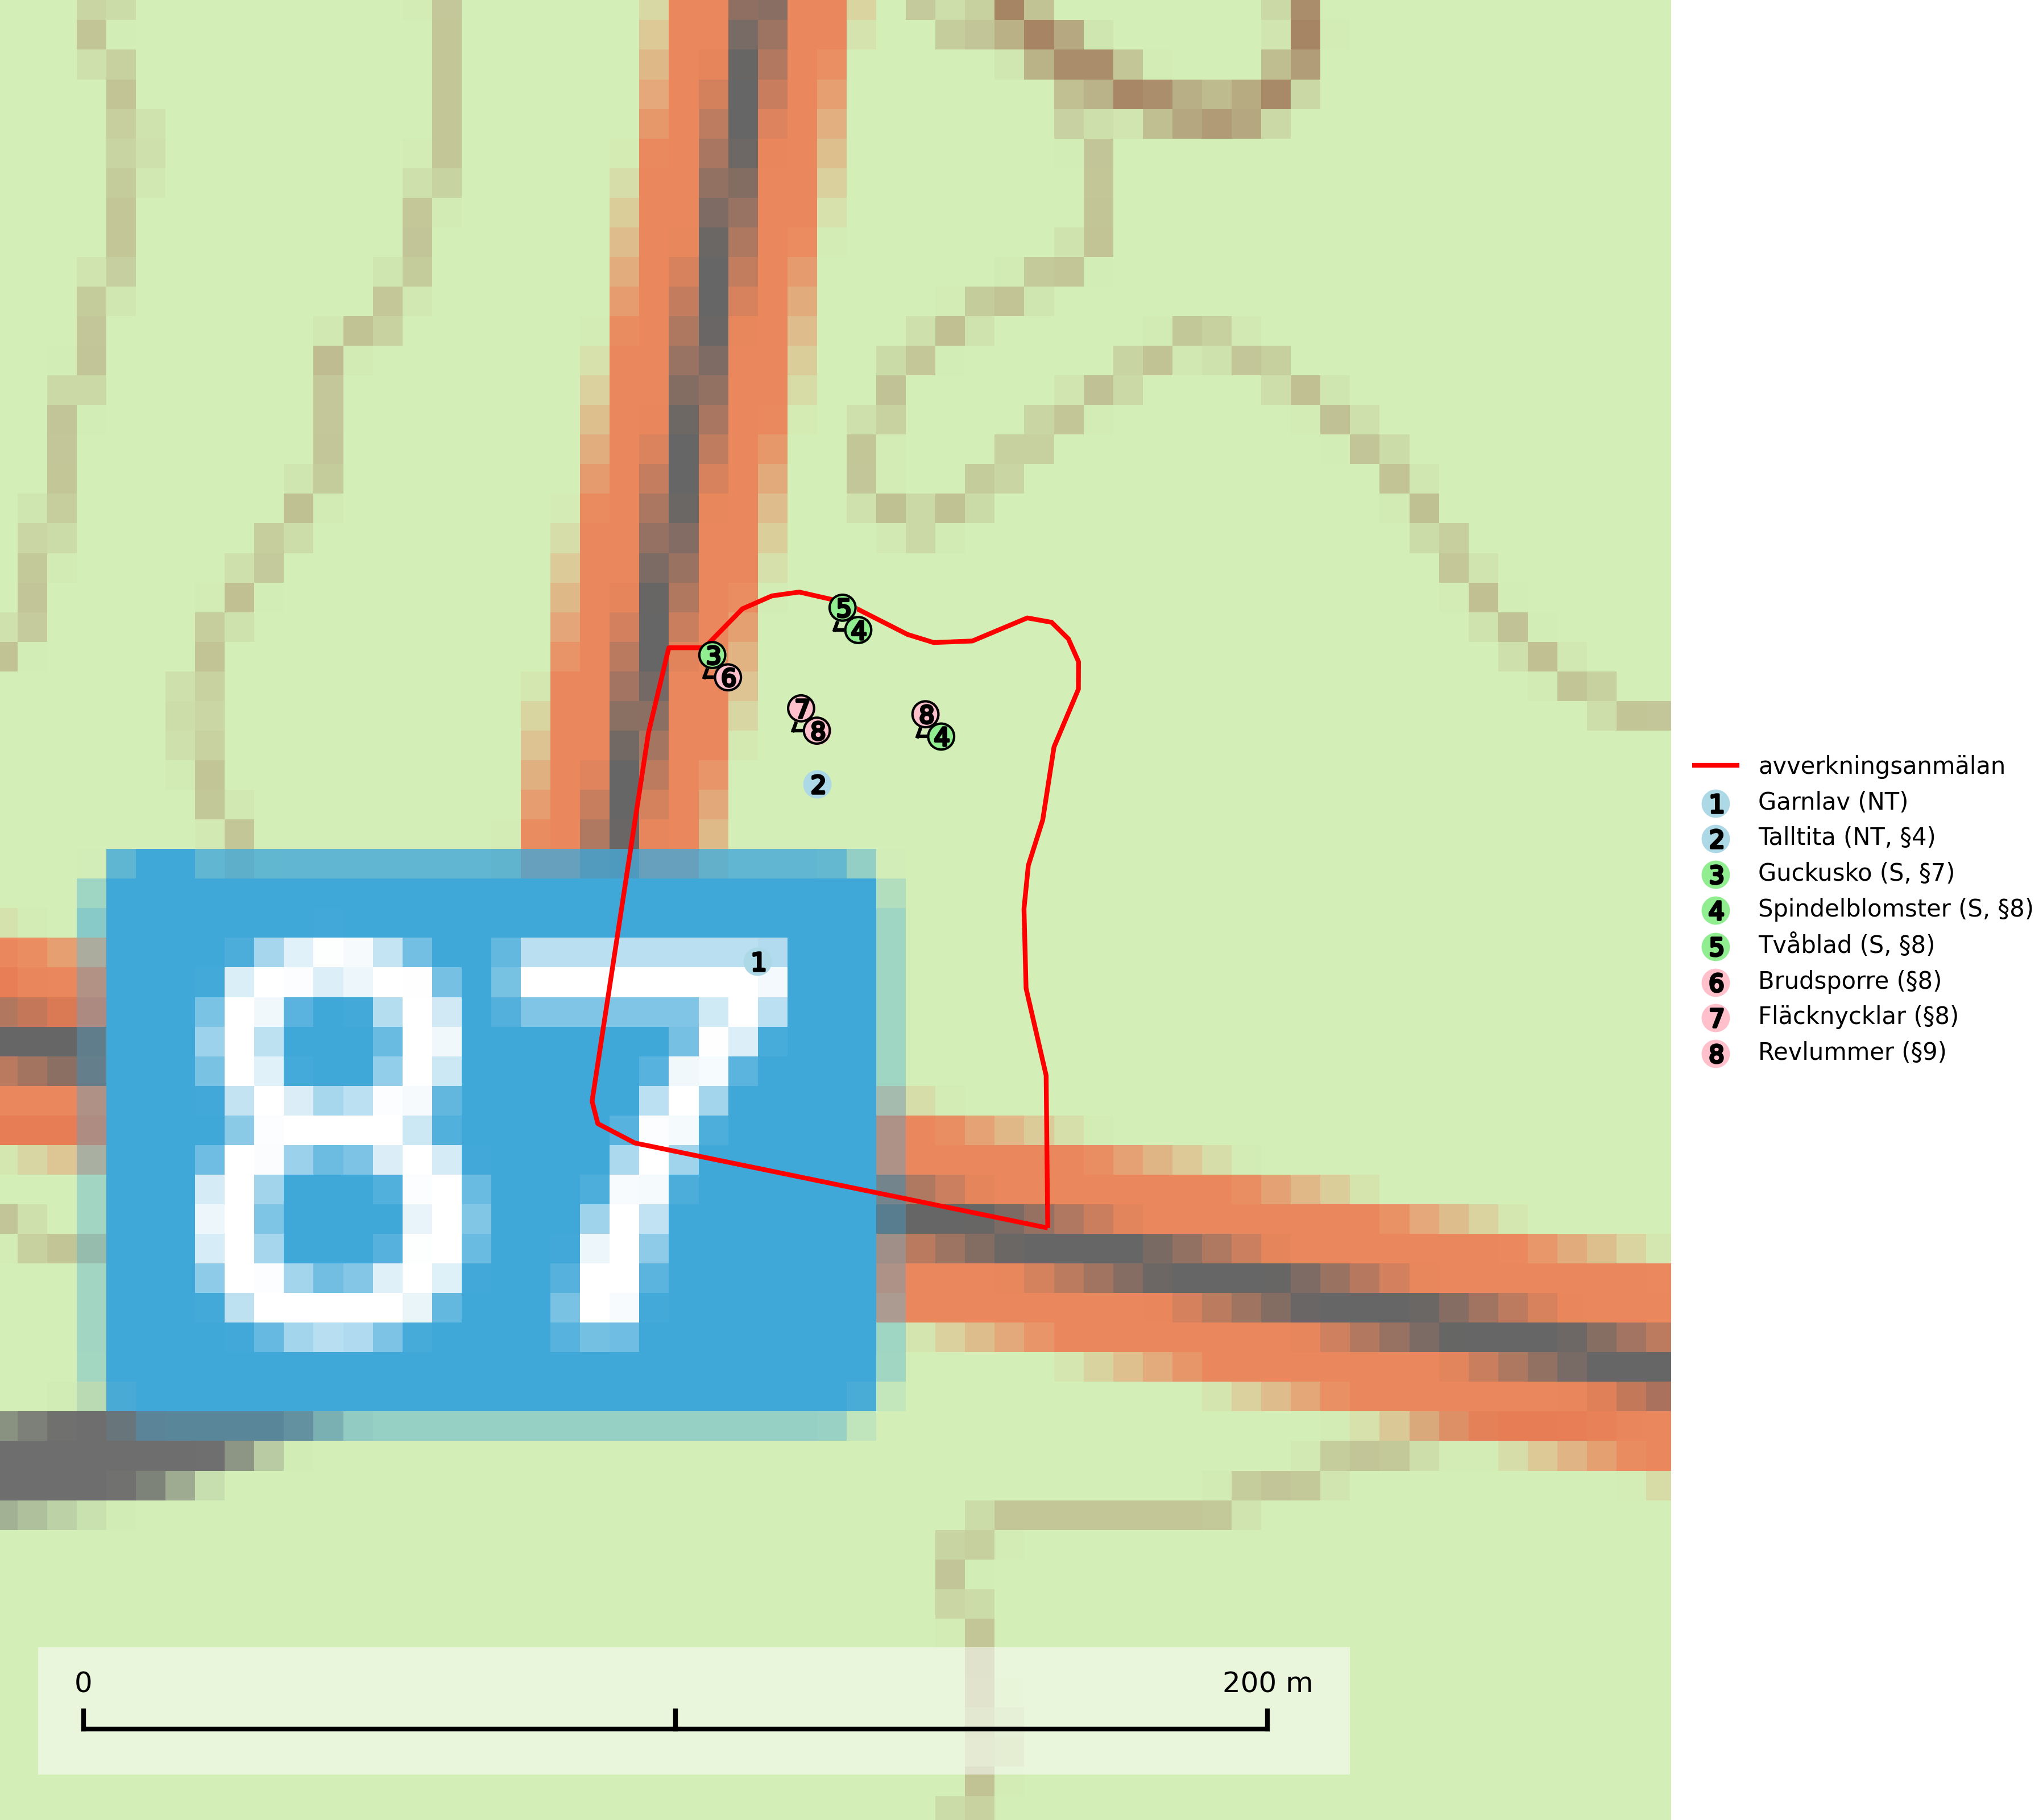 5
4
3
6
7
8
8
4
2
87
1
avverkningsanmälan
1 Garnlav (NT)
2 Talltita (NT, §4)
3 Guckusko (S, §7)
4 Spindelblomster (S, §8)
5 Tvåblad (S, §8)
6 Brudsporre (§8)
7 Fläcknycklar (§8)
8 Revlummer (§9)
0 200 m